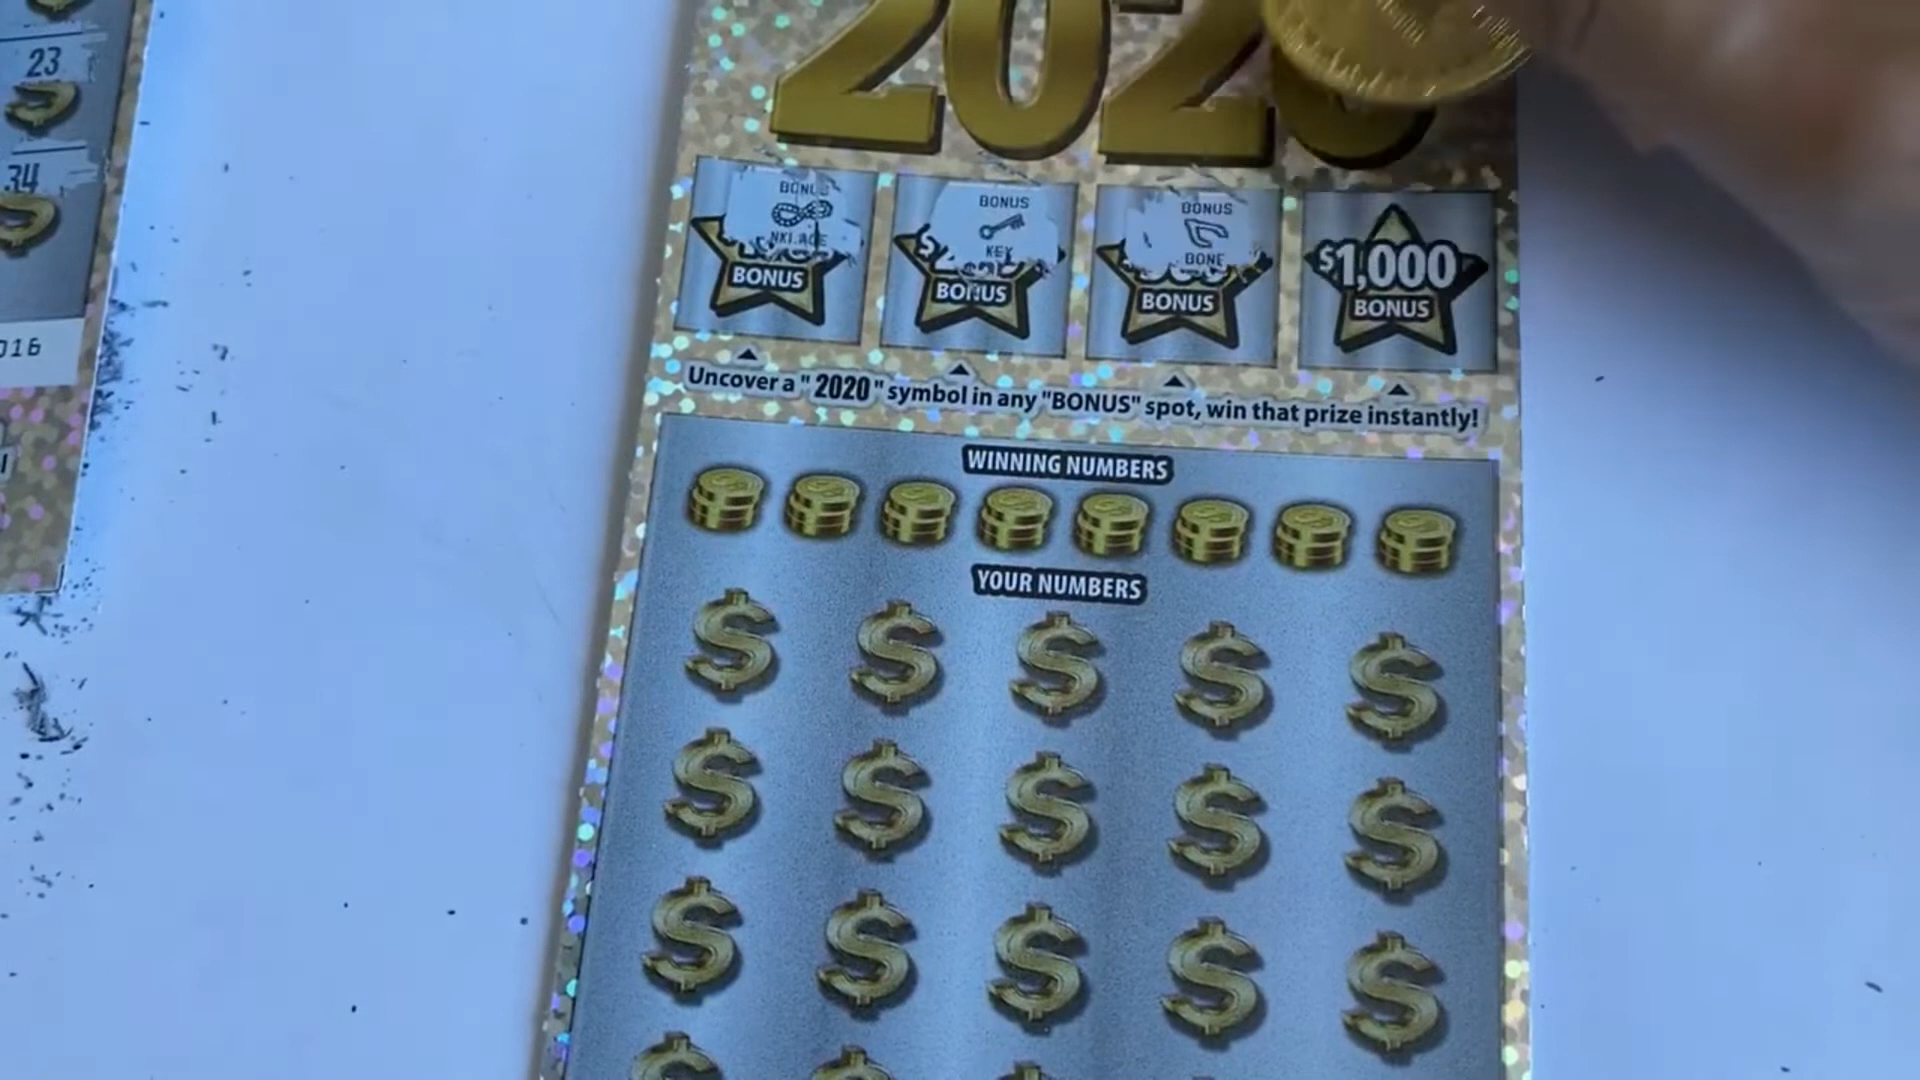 23
34
016
2020
BONUS
NKLACE
BONUS
BONUS
KEY
BONUS
BONUS
BONE
BONUS
$1,000
BONUS
Uncover a "2020" symbol in any "BONUS" spot, win that prize instantly!
WINNING NUMBERS
YOUR NUMBERS